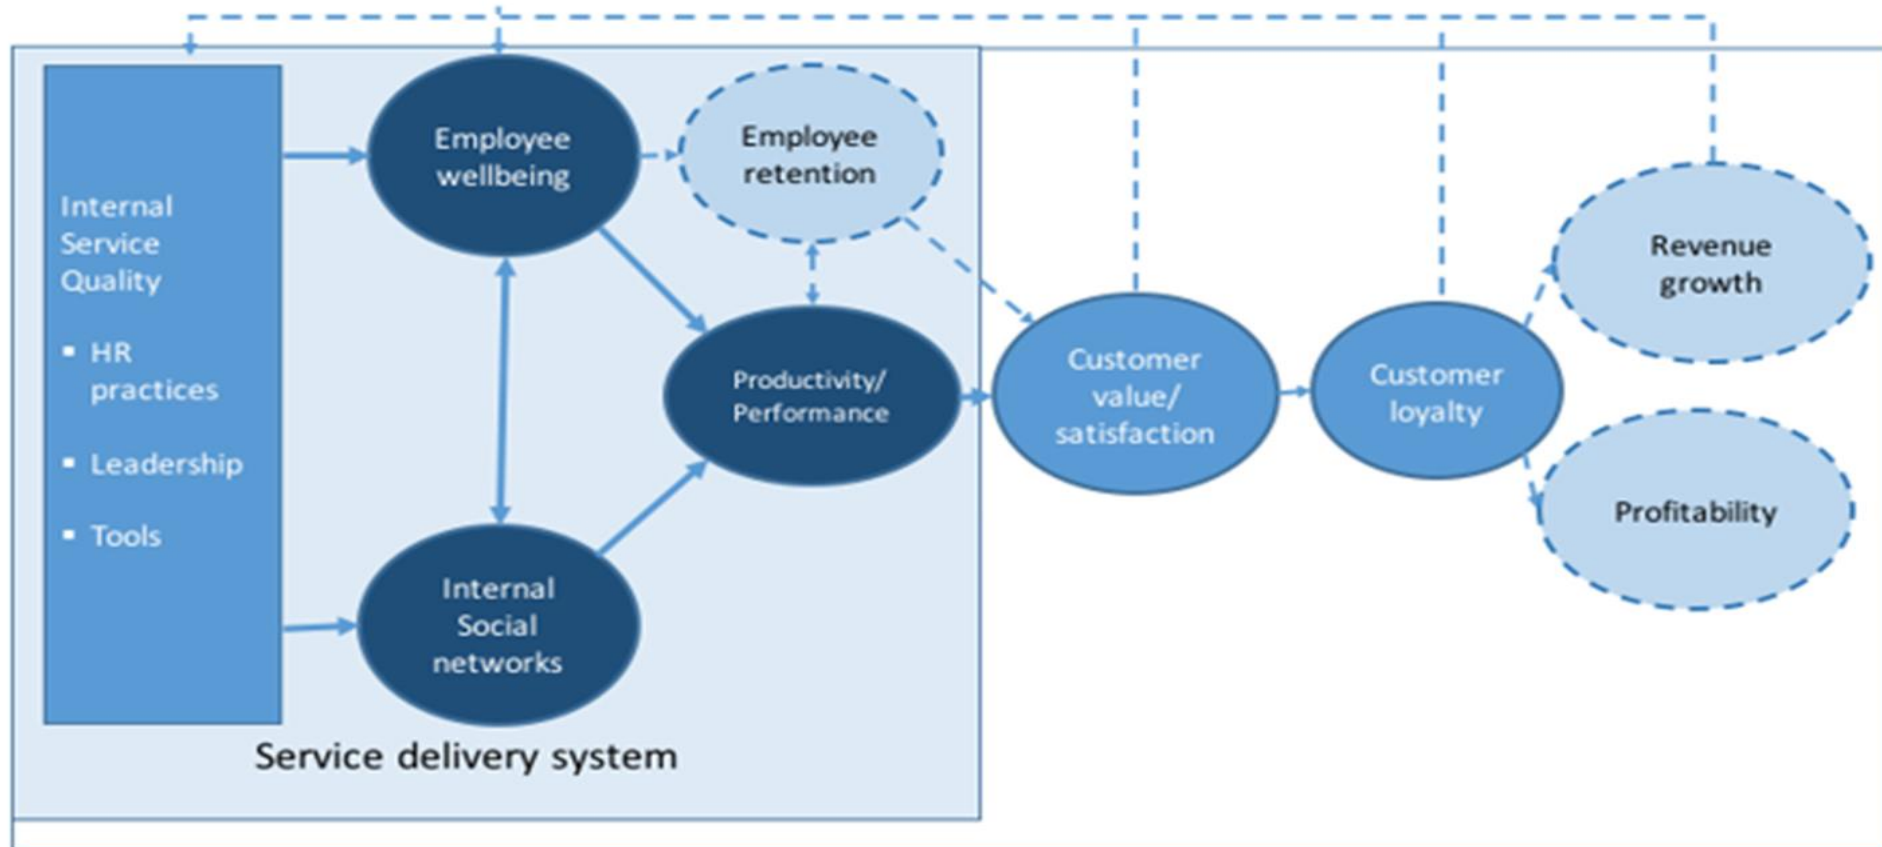 Internal
Service
Quality
▪ HR
practices
▪ Leadership
▪ Tools
Employee
wellbeing
Employee
retention
Internal
Social
networks
Productivity/
Performance
Service delivery system
Customer
value/
satisfaction
Customer
loyalty
Revenue
growth
Profitability